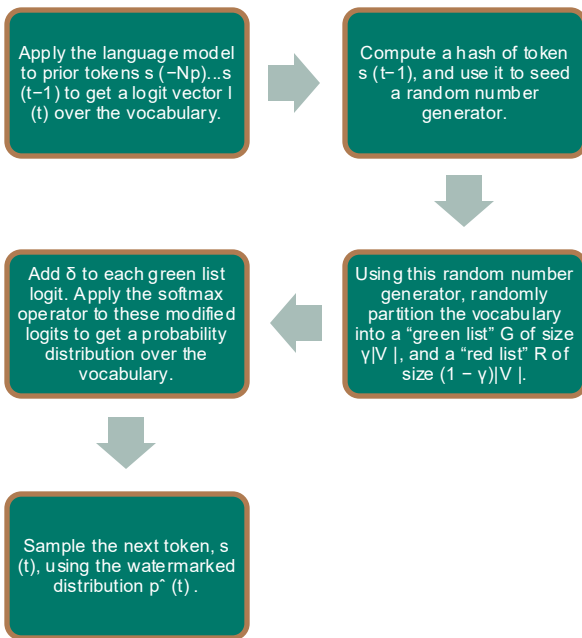 Apply the language model
to prior tokens s (−Np)...s
(t−1) to get a logit vector l
(t) over the vocabulary.
Compute a hash of token
s (t−1), and use it to seed
a random number
generator.
Using this random number
generator, randomly
partition the vocabulary
into a “green list” G of size
γ|V |, and a “red list” R of
size (1 − γ)|V |.
Add δ to each green list
logit. Apply the softmax
operator to these modified
logits to get a probability
distribution over the
vocabulary.
Sample the next token, s
(t), using the watermarked
distribution pˆ (t) .